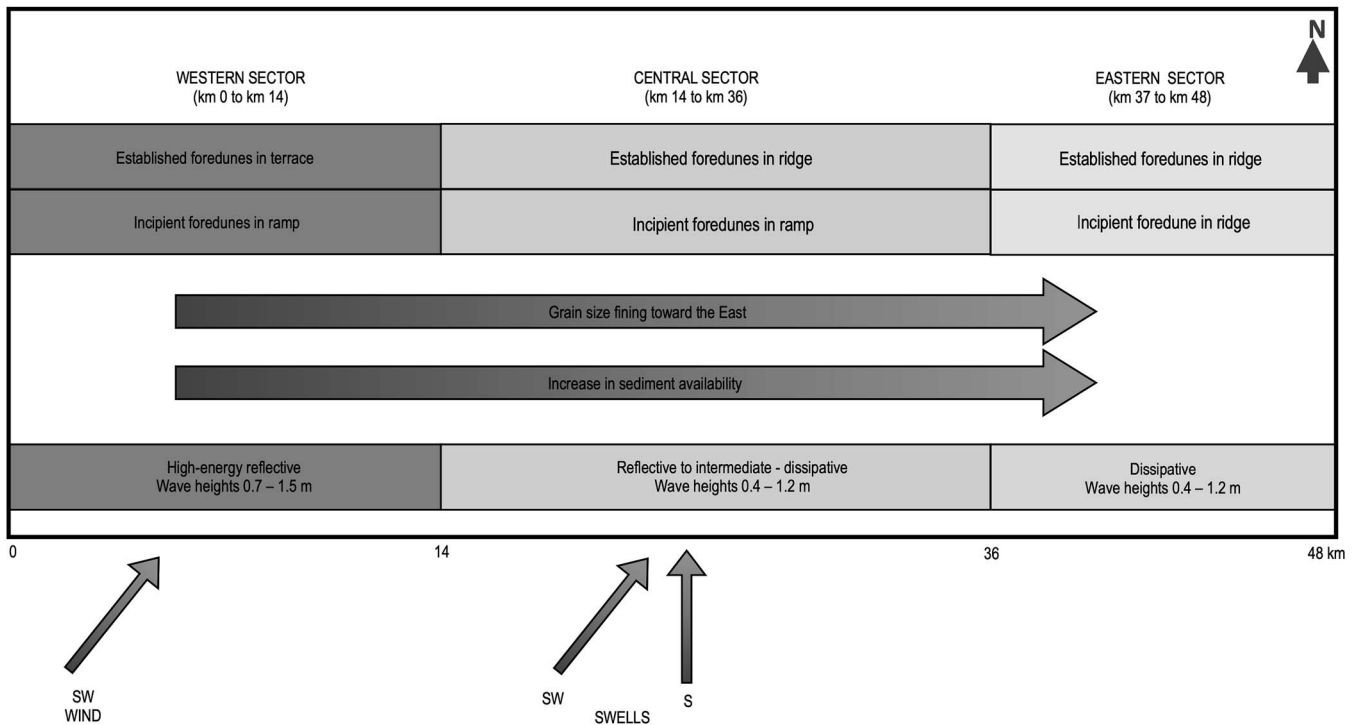 N
WESTERN SECTOR
(km 0 to km 14)
CENTRAL SECTOR
(km 14 to km 36)
EASTERN SECTOR
(km 37 to km 48)
Established foredunes in terrace
Established foredunes in ridge
Established foredunes in ridge
Incipient foredunes in ramp
Incipient foredunes in ramp
Incipient foredune in ridge
Grain size fining toward the East
Increase in sediment availability
High-energy reflective
Wave heights 0.7 – 1.5 m
Reflective to intermediate - dissipative
Wave heights 0.4 – 1.2 m
Dissipative
Wave heights 0.4 – 1.2 m
0
14
36
48 km
SW
WIND
SW
S
SWELLS